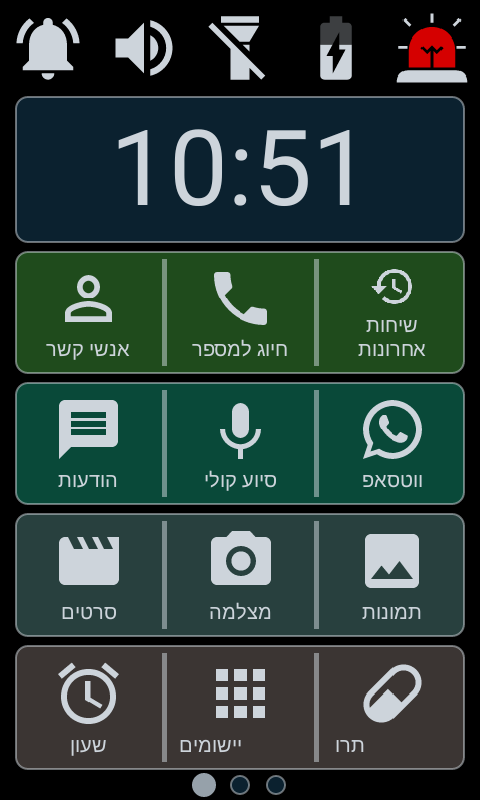 10:51
שיחות
אחרונות
חיוג למספר
אנשי קשר
ווטסאפ
סיוע קולי
הודעות
תמונות
מצלמה
סרטים
תרו
יישומים
שעון